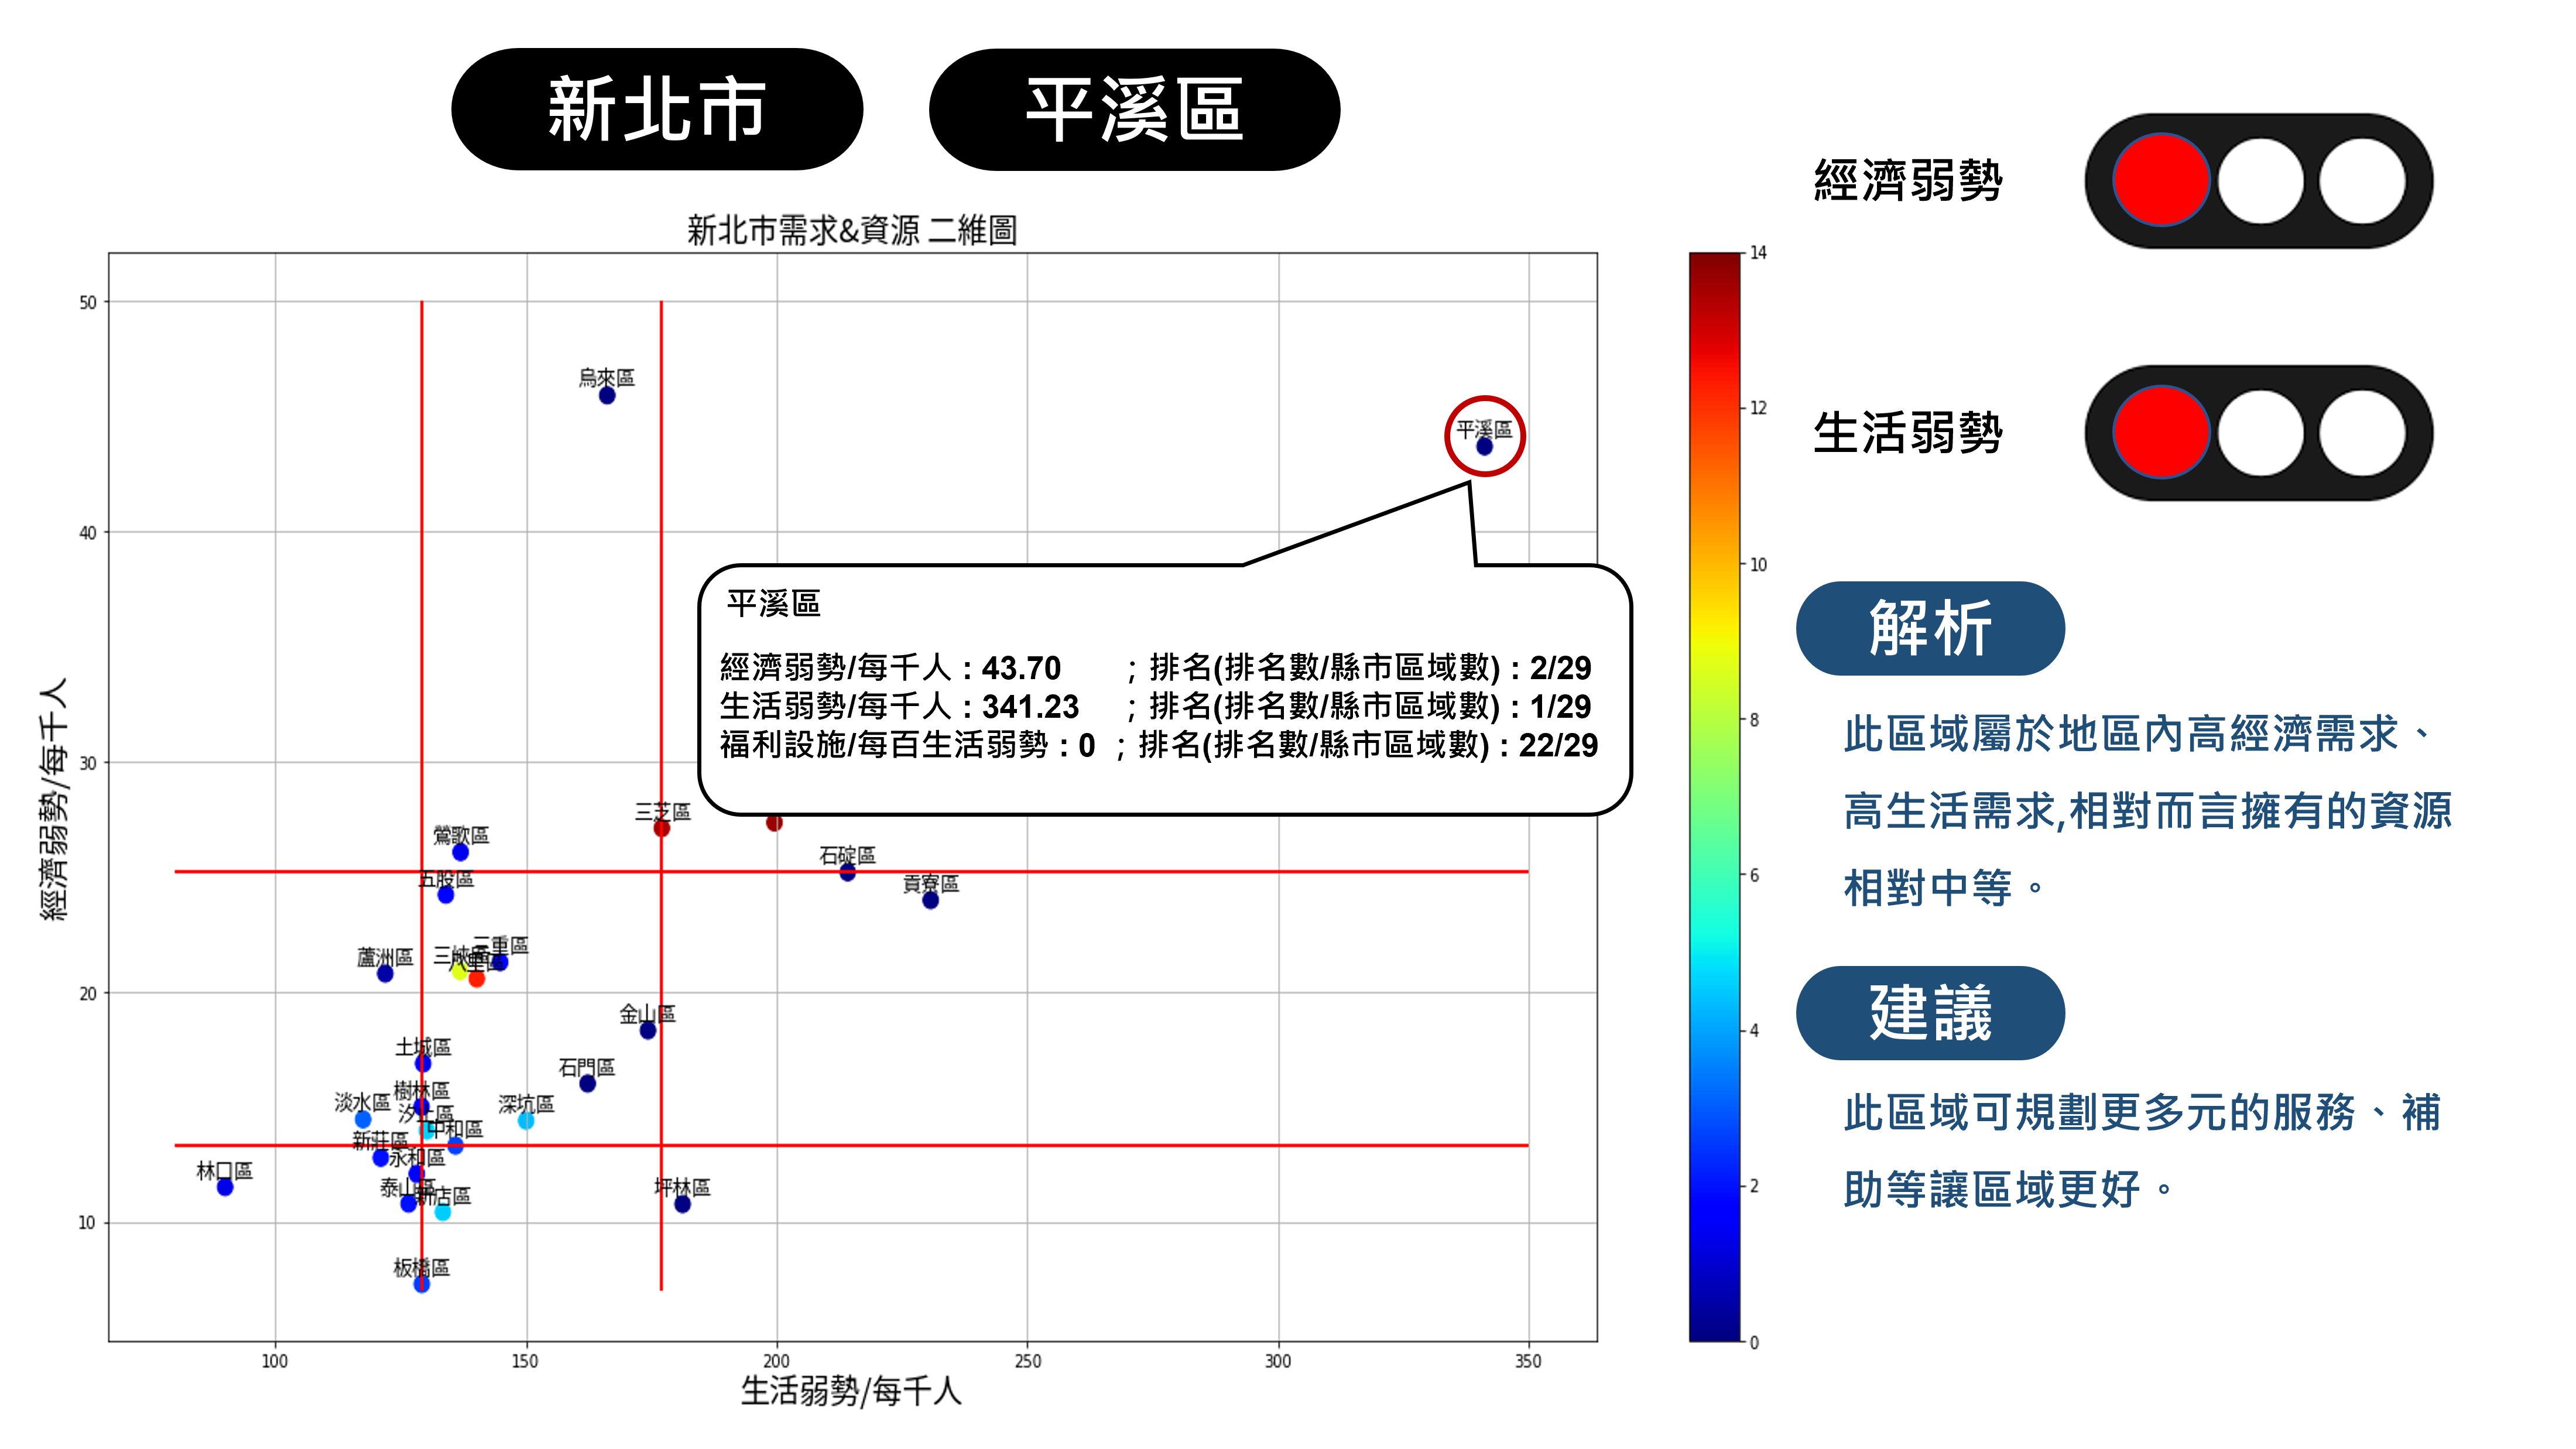 新北市
平溪區
新北市需求&資源 二維圖
經濟弱勢
生活弱勢
經濟弱勢/每千人
50
40
30
20
10
烏來區
平溪區
平溪區
經濟弱勢/每千人：43.70 ；排名(排名數/縣市區域數)：2/29
生活弱勢/每千人：341.23 ；排名(排名數/縣市區域數)：1/29
福利設施/每百生活弱勢：0 ；排名(排名數/縣市區域數)：22/29
三芝區
鶯歌區
石碇區
五股區
貢寮區
三重區
蘆洲區
三峽區
八里區
金山區
土城區
石門區
樹林區
淡水區
深坑區
汐止區
中和區
新莊區
永和區
林口區
泰山區
新店區
坪林區
板橋區
100
150
200
250
300
350
生活弱勢/每千人
14
12
10
8
6
4
2
0
解析
此區域屬於地區內高經濟需求、
高生活需求,相對而言擁有的資源
相對中等。
建議
此區域可規劃更多元的服務、補
助等讓區域更好。